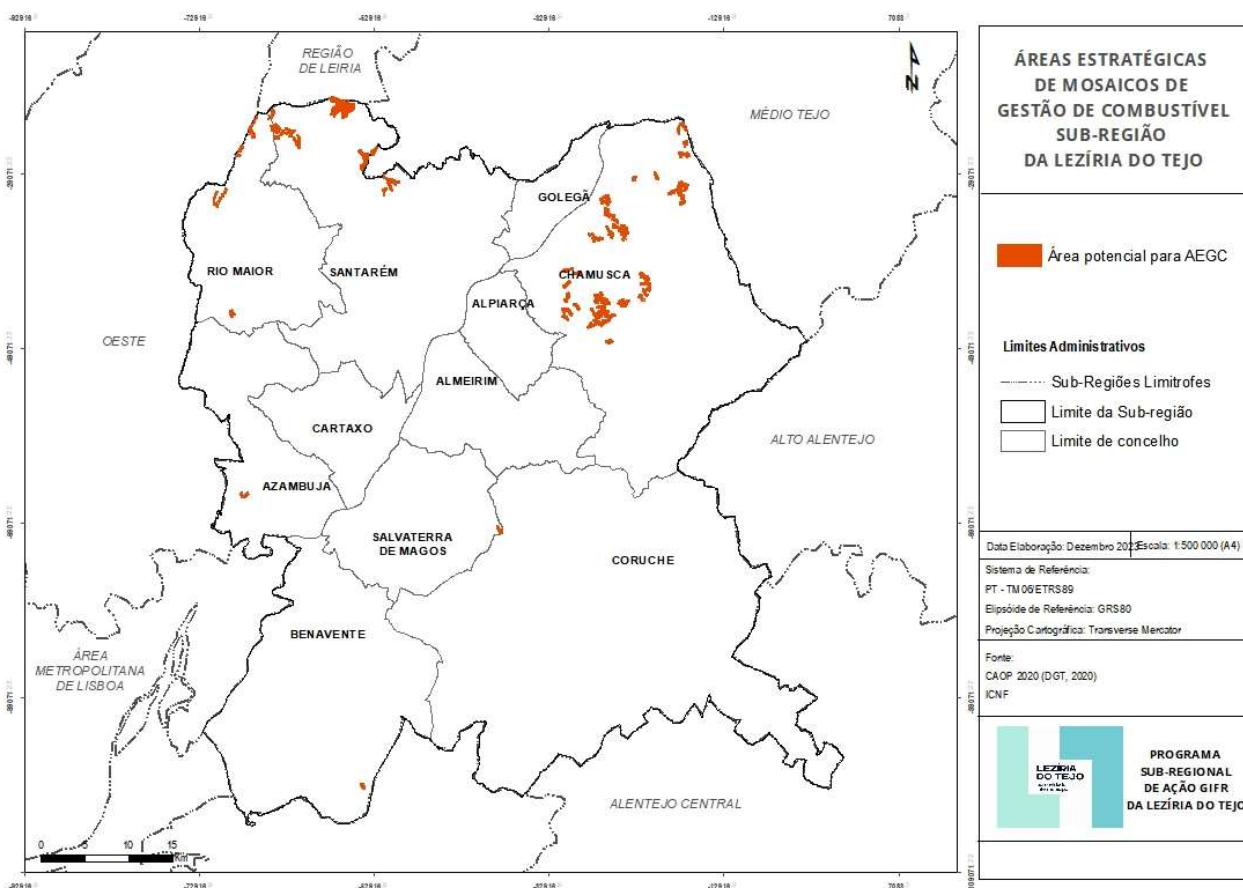 REGIÃO
DE LEIRIA
MÉDIO TEJO
GOLEGÃ
RIO MAIOR
SANTARÉM
CHAMUSCA
ALPIARÇA
OESTE
ALMEIRIM
CARTAXO
ALTO ALENTEJO
AZAMBUJA
SALVATERRA
DE MAGOS
CORUCHE
BENAVENTE
ÁREA
METROPOLITANA
DE LISBOA
ALENTEJO CENTRAL
0 5 10 15
Km
ÁREAS ESTRATÉGICAS
DE MOSAICOS DE
GESTÃO DE COMBUSTÍVEL
SUB-REGIÃO
DA LEZÍRIA DO TEJO
Área potencial para AEGC
Limites Administrativos
Sub-Regiões Limitrofes
Limite da Sub-região
Limite de concelho
Data Elaboração: Dezembro 2023
Escala: 1:500 000 (A4)
Sistema de Referência:
PT - TM06/ETRS89
Elipsóide de Referência: GRS80
Projeção Cartográfica: Transverse Mercator
Fonte:
CAOP 2020 (DGT, 2020)
ICNF
LEZÍRIA
DO TEJO
PROGRAMA
SUB-REGIONAL
DE AÇÃO GIFR
DA LEZÍRIA DO TEJO